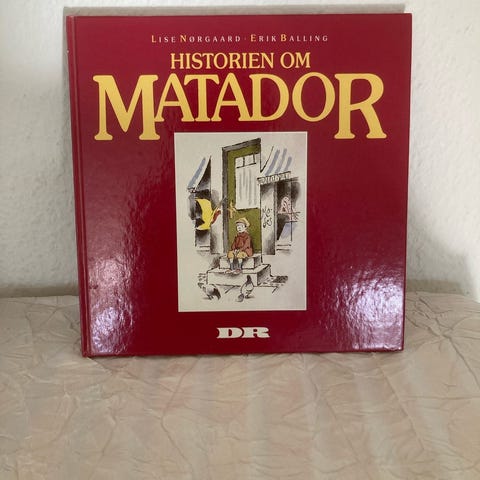 LISE NØRGAARD · ERIK BALLING
HISTORIEN OM
MATADOR
DR